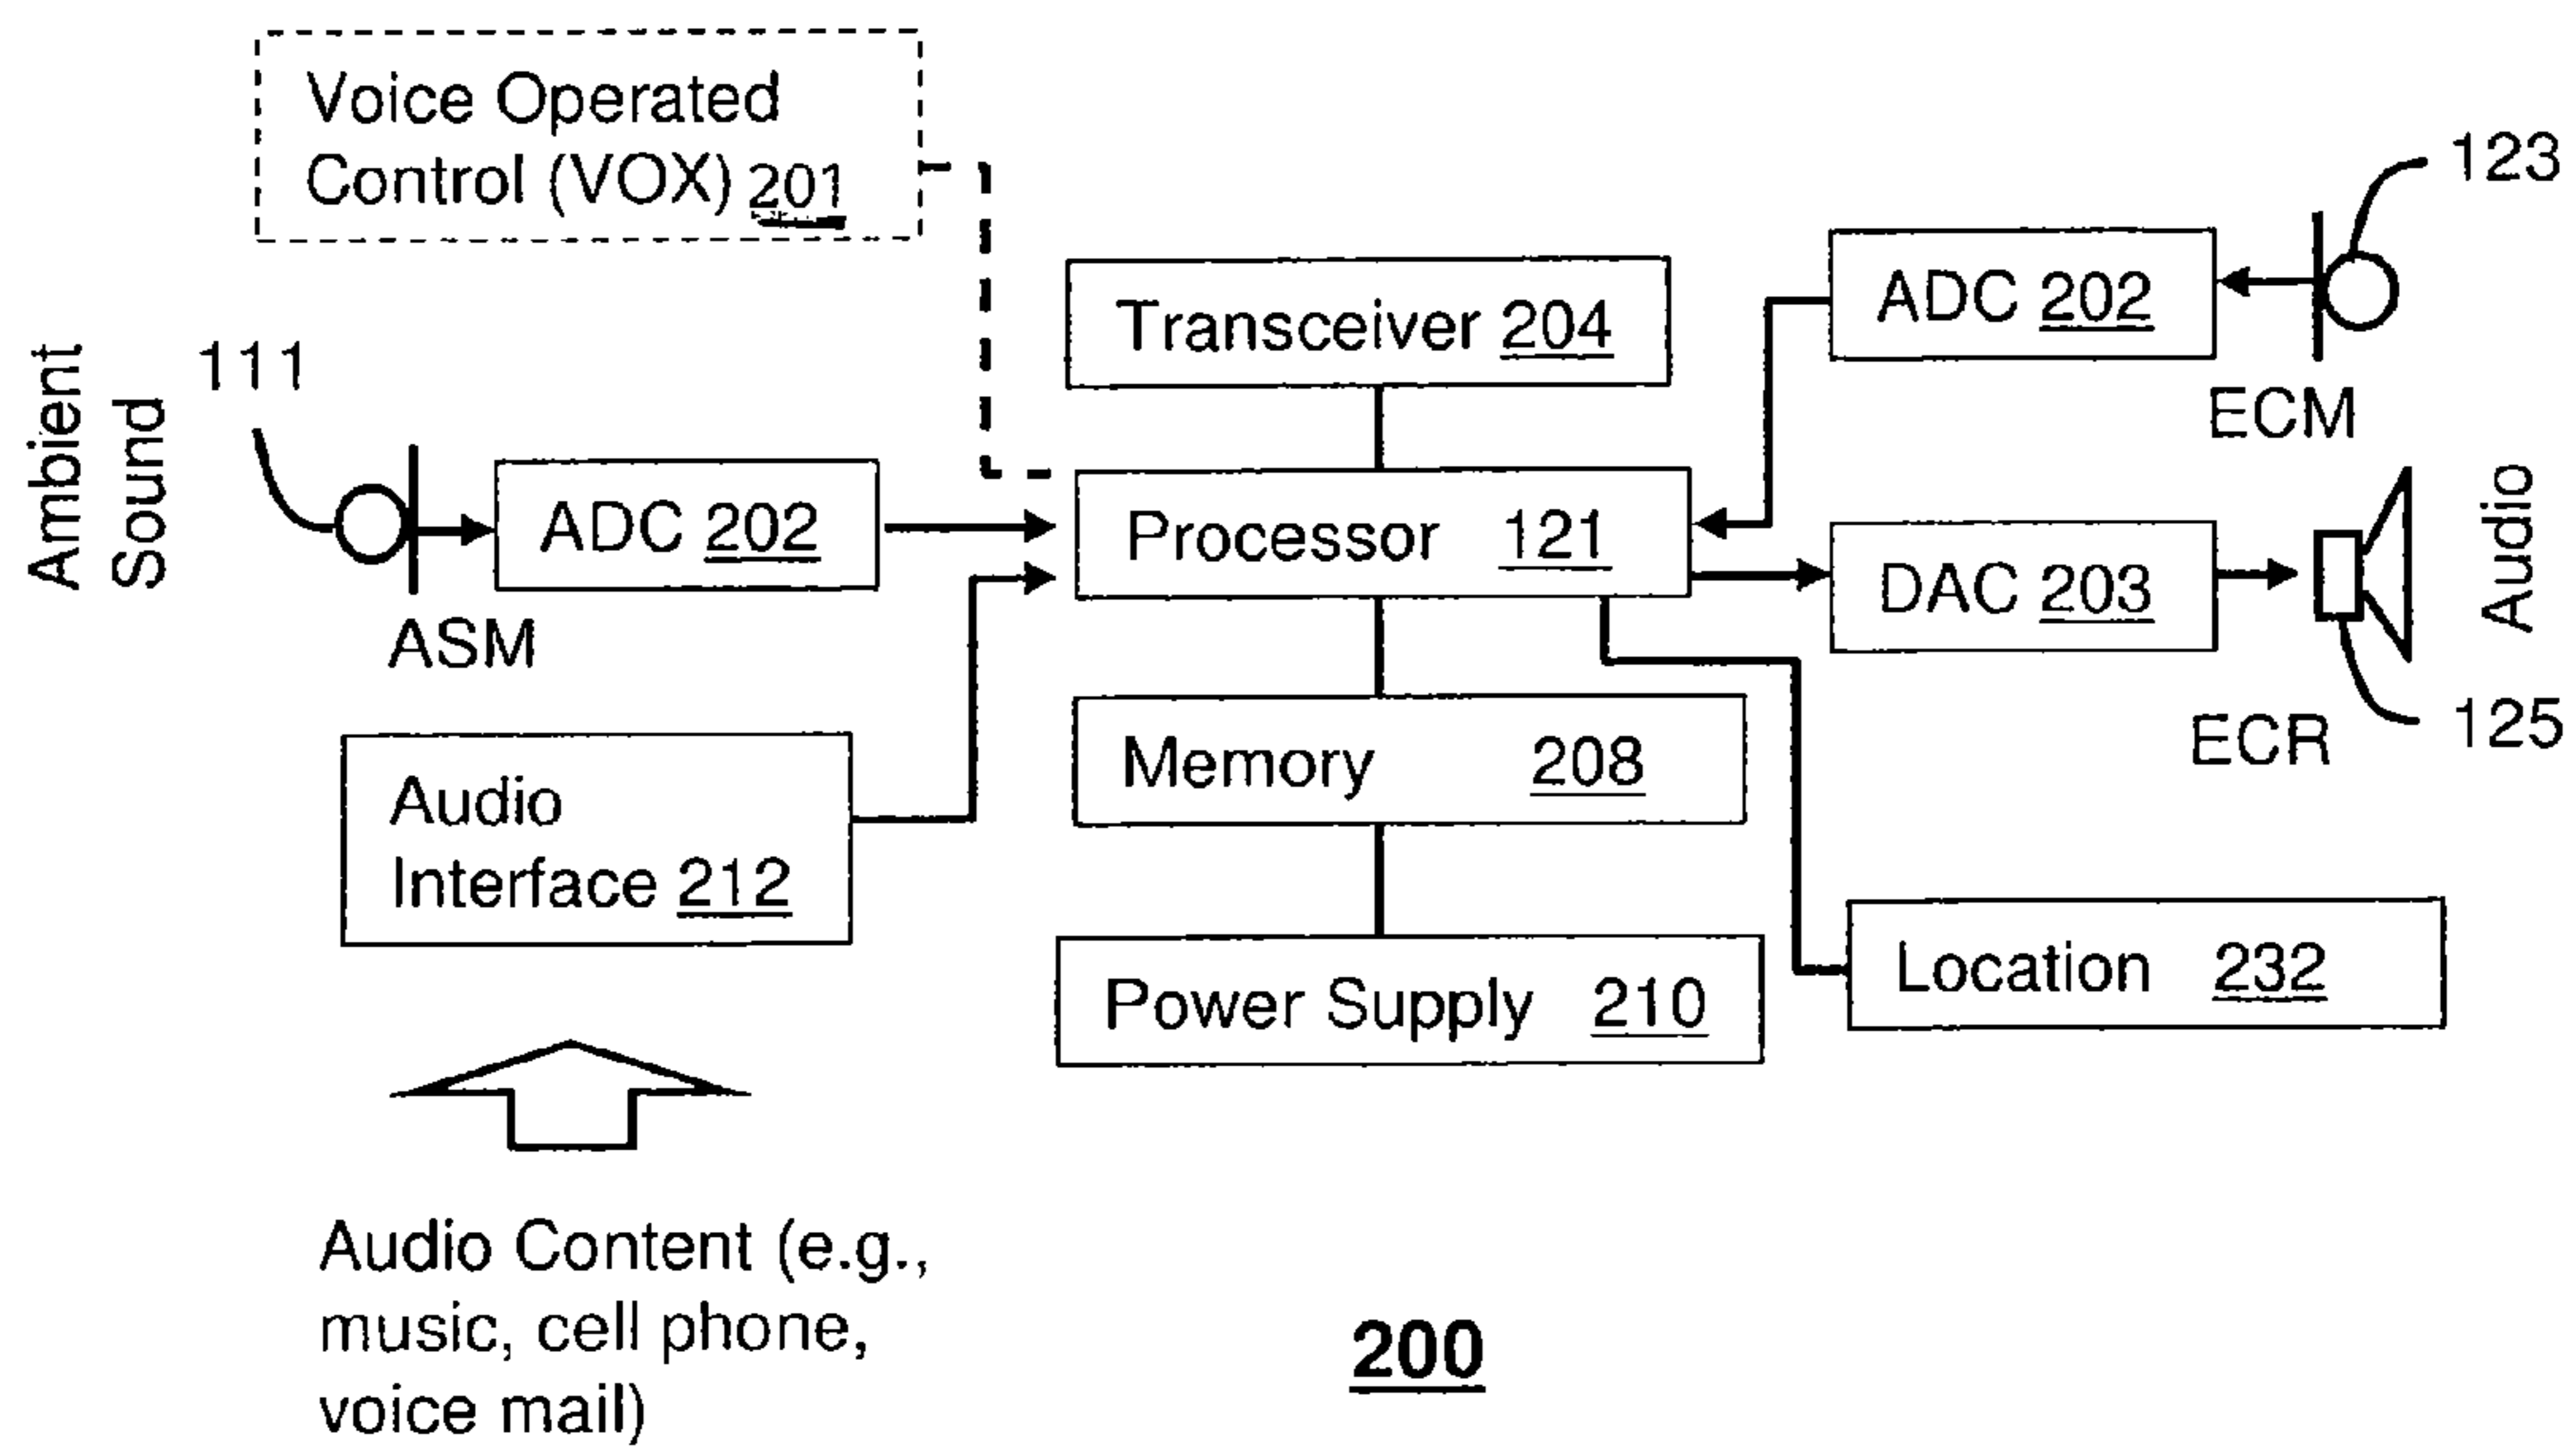 Voice Operated
Control (VOX) 201
123
Transceiver 204
ADC 202
ECM
Ambient
Sound
111
ADC 202
ASM
Processor 121
DAC 203
Audio
ECR
125
Audio
Interface 212
Memory 208
Location 232
Power Supply 210
Audio Content (e.g.,
music, cell phone,
voice mail)
200